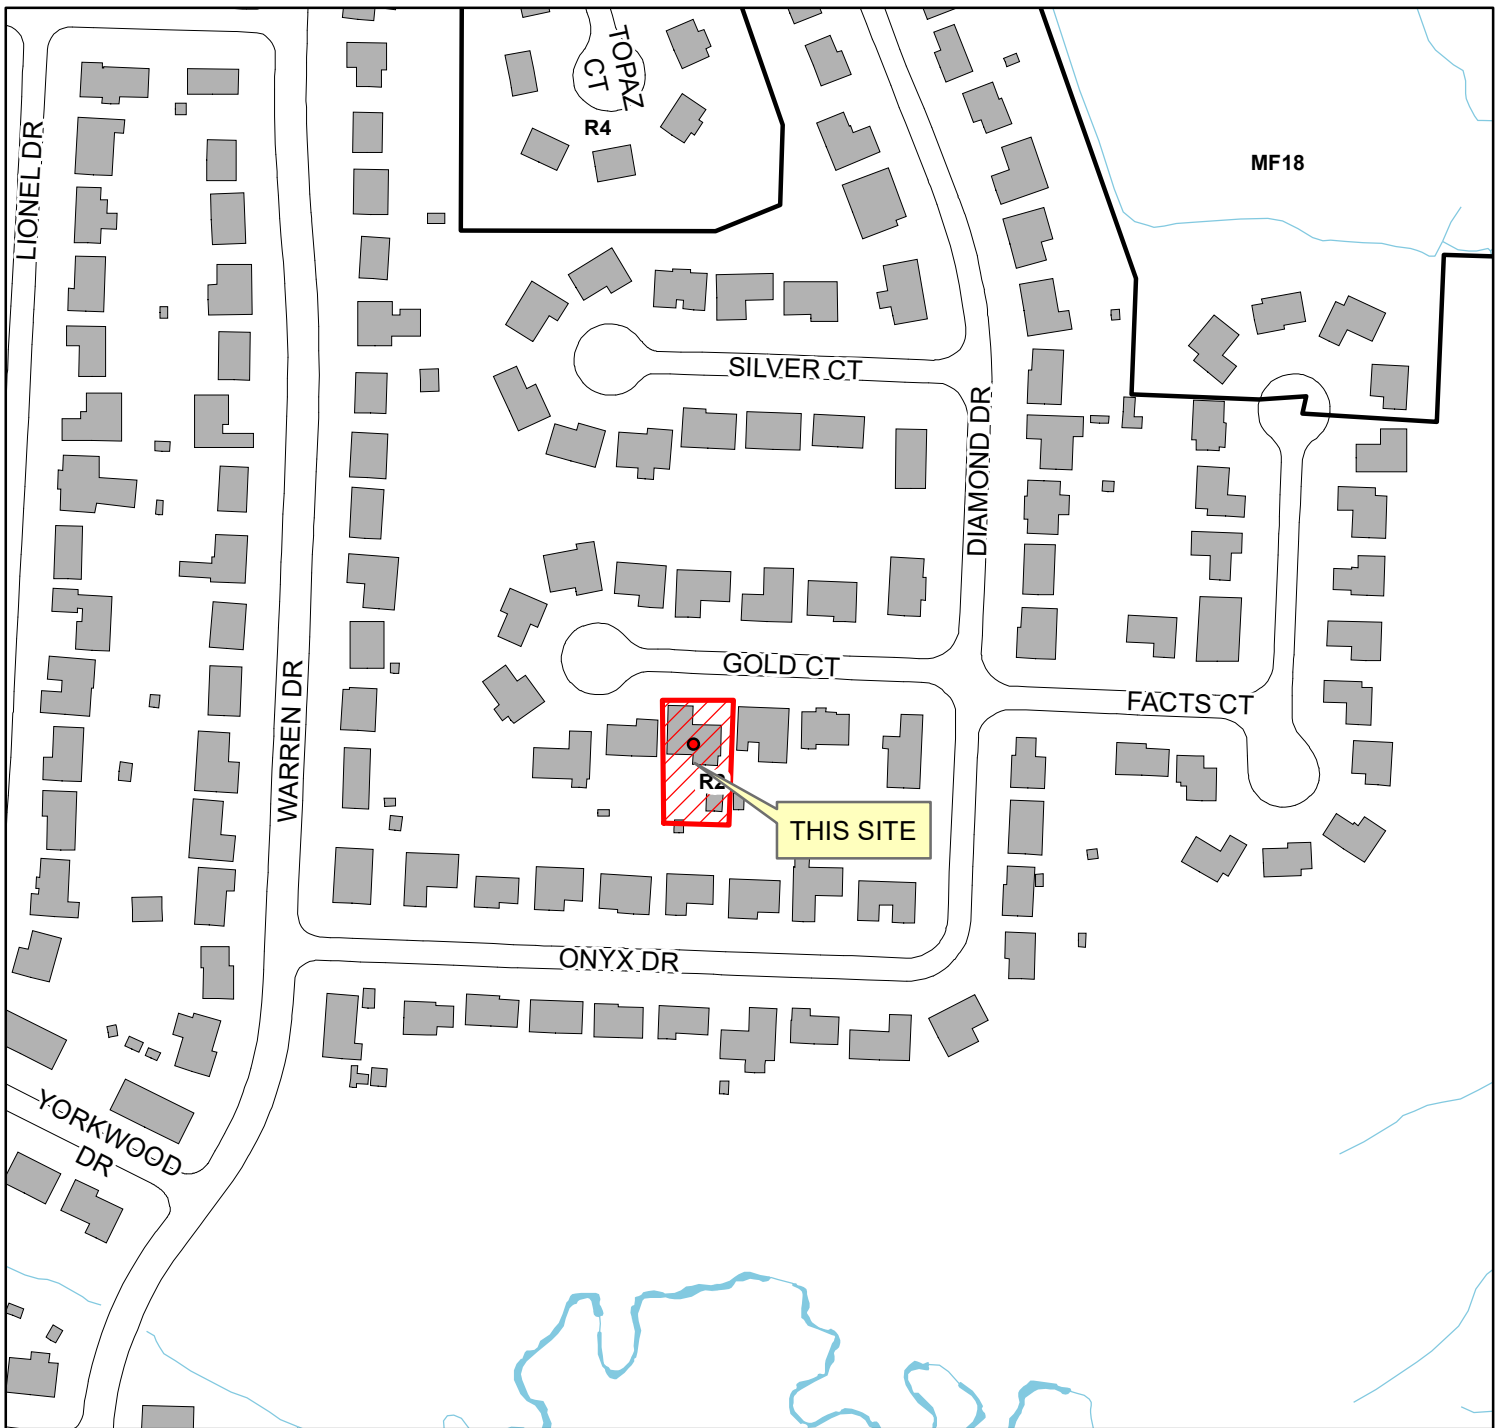 TOPAZ
CT
R4
MF18
LIONEL DR
SILVER CT
DIAMOND DR
GOLD CT
FACTS CT
WARREN DR
R2
THIS SITE
ONYX DR
YORKWOOD
DR